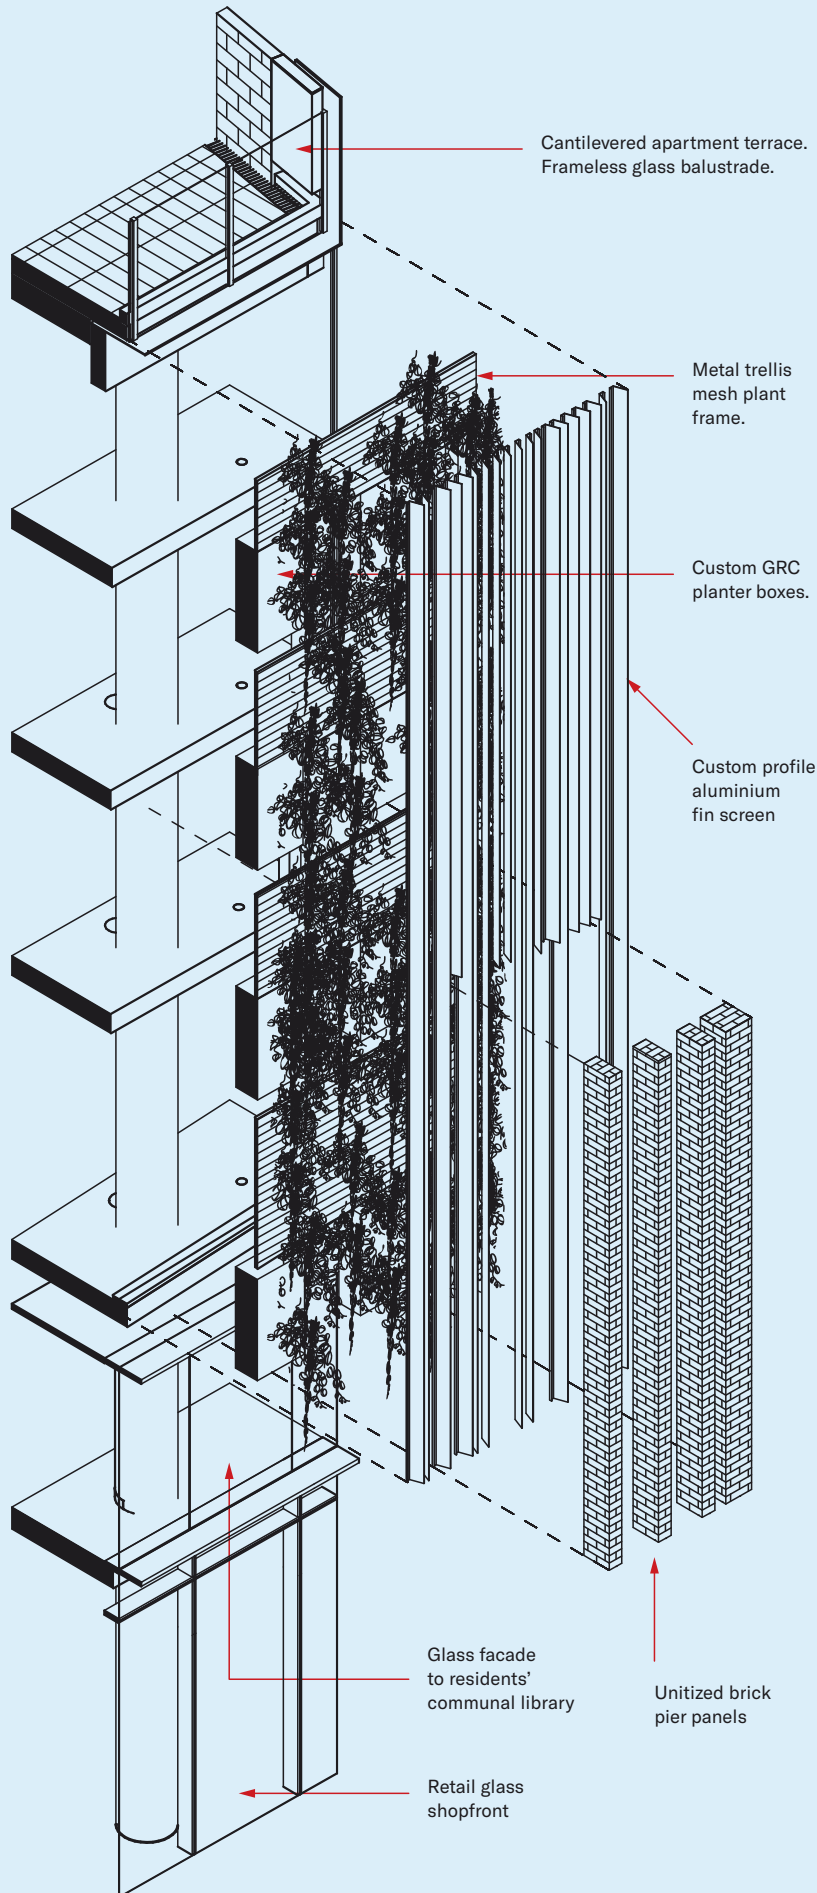 Cantilevered apartment terrace.
Frameless glass balustrade.
Metal trellis
mesh plant
frame.
Custom GRC
planter boxes.
Custom profile
aluminium
fin screen
Glass facade
to residents’
communal library
Unitized brick
pier panels
Retail glass
shopfront